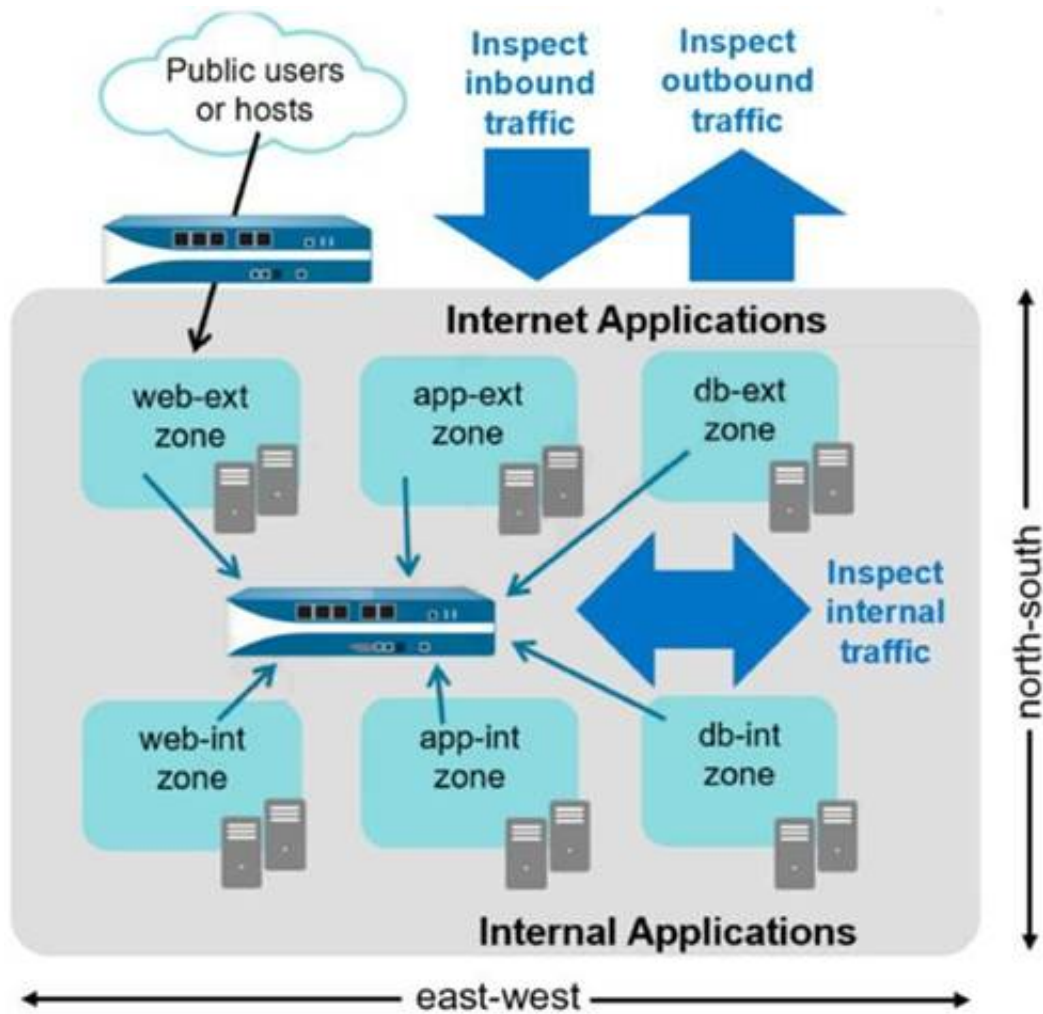 Public users
or hosts
Inspect
inbound
traffic
Inspect
outbound
traffic
Internet Applications
web-ext
zone
app-ext
zone
db-ext
zone
Inspect
internal
traffic
north-south
web-int
zone
app-int
zone
db-int
zone
Internal Applications
east-west